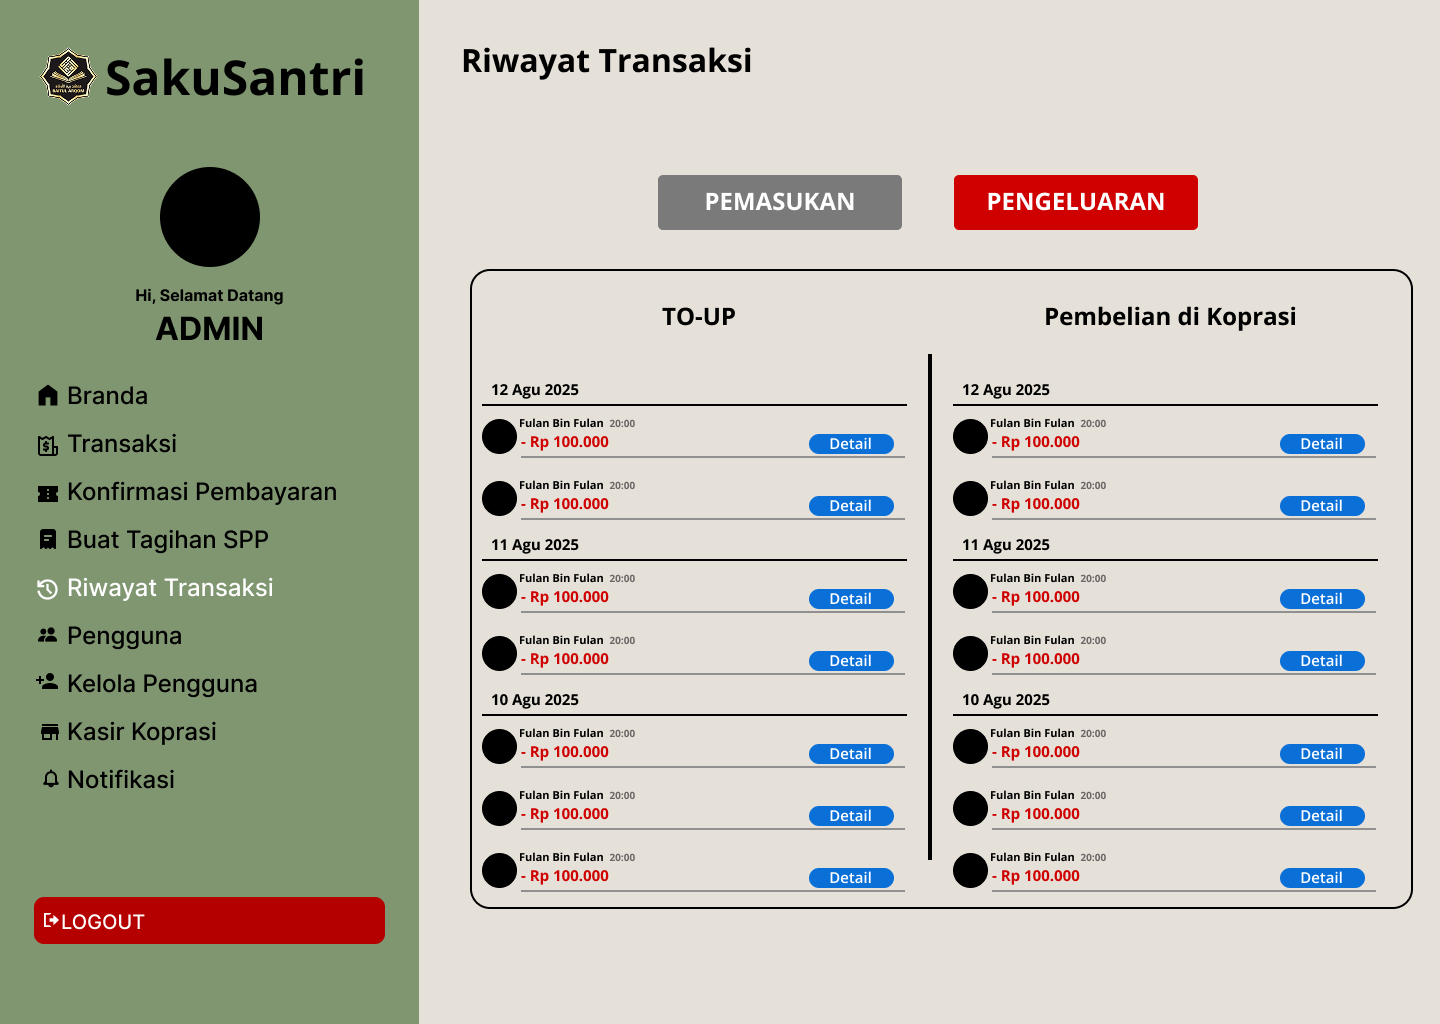 SakuSantri
BAITUL ARQOM
Hi, Selamat Datang
ADMIN
Branda
Transaksi
Konfirmasi Pembayaran
Buat Tagihan SPP
Riwayat Transaksi
Pengguna
Kelola Pengguna
Kasir Koprasi
Notifikasi
LOGOUT
Riwayat Transaksi
PEMASUKAN
PENGELUARAN
TO-UP
12 Agu 2025
Fulan Bin Fulan 20:00
- Rp 100.000 Detail
Fulan Bin Fulan 20:00
- Rp 100.000 Detail
11 Agu 2025
Fulan Bin Fulan 20:00
- Rp 100.000 Detail
Fulan Bin Fulan 20:00
- Rp 100.000 Detail
10 Agu 2025
Fulan Bin Fulan 20:00
- Rp 100.000 Detail
Fulan Bin Fulan 20:00
- Rp 100.000 Detail
Fulan Bin Fulan 20:00
- Rp 100.000 Detail
Pembelian di Koprasi
12 Agu 2025
Fulan Bin Fulan 20:00
- Rp 100.000 Detail
Fulan Bin Fulan 20:00
- Rp 100.000 Detail
11 Agu 2025
Fulan Bin Fulan 20:00
- Rp 100.000 Detail
Fulan Bin Fulan 20:00
- Rp 100.000 Detail
10 Agu 2025
Fulan Bin Fulan 20:00
- Rp 100.000 Detail
Fulan Bin Fulan 20:00
- Rp 100.000 Detail
Fulan Bin Fulan 20:00
- Rp 100.000 Detail